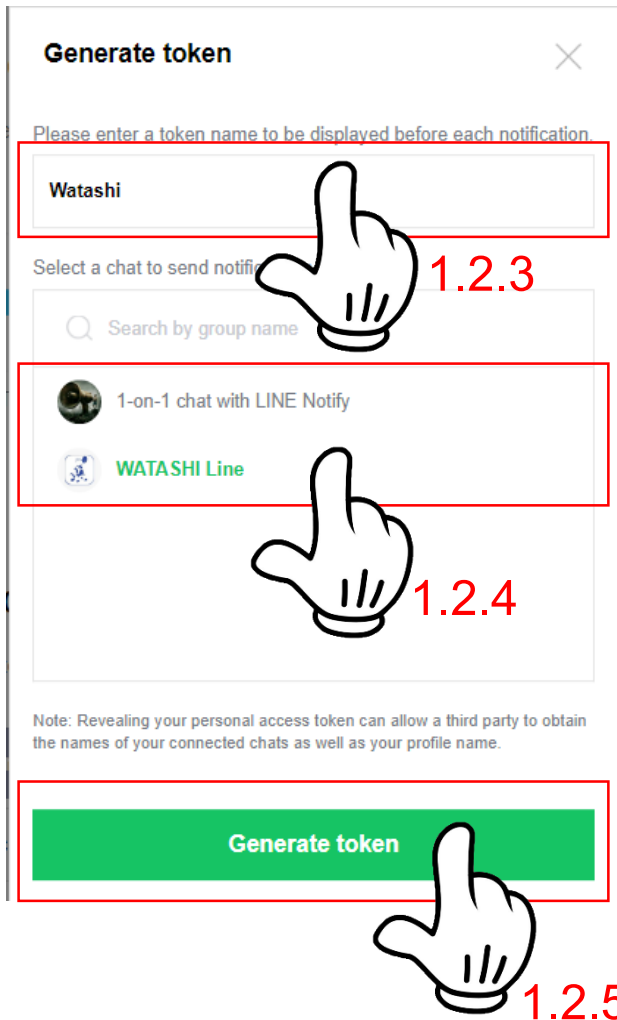 Generate token
Please enter a token name to be displayed before each notification.
Watashi
1.2.3
Select a chat to send
Search by group name
1-on-1 chat with LINE Notify
WATASHI Line
1.2.4
Note: Revealing your personal access token can allow a third party to obtain
the names of your connected chats as well as your profile name.
Generate token
1.2.5